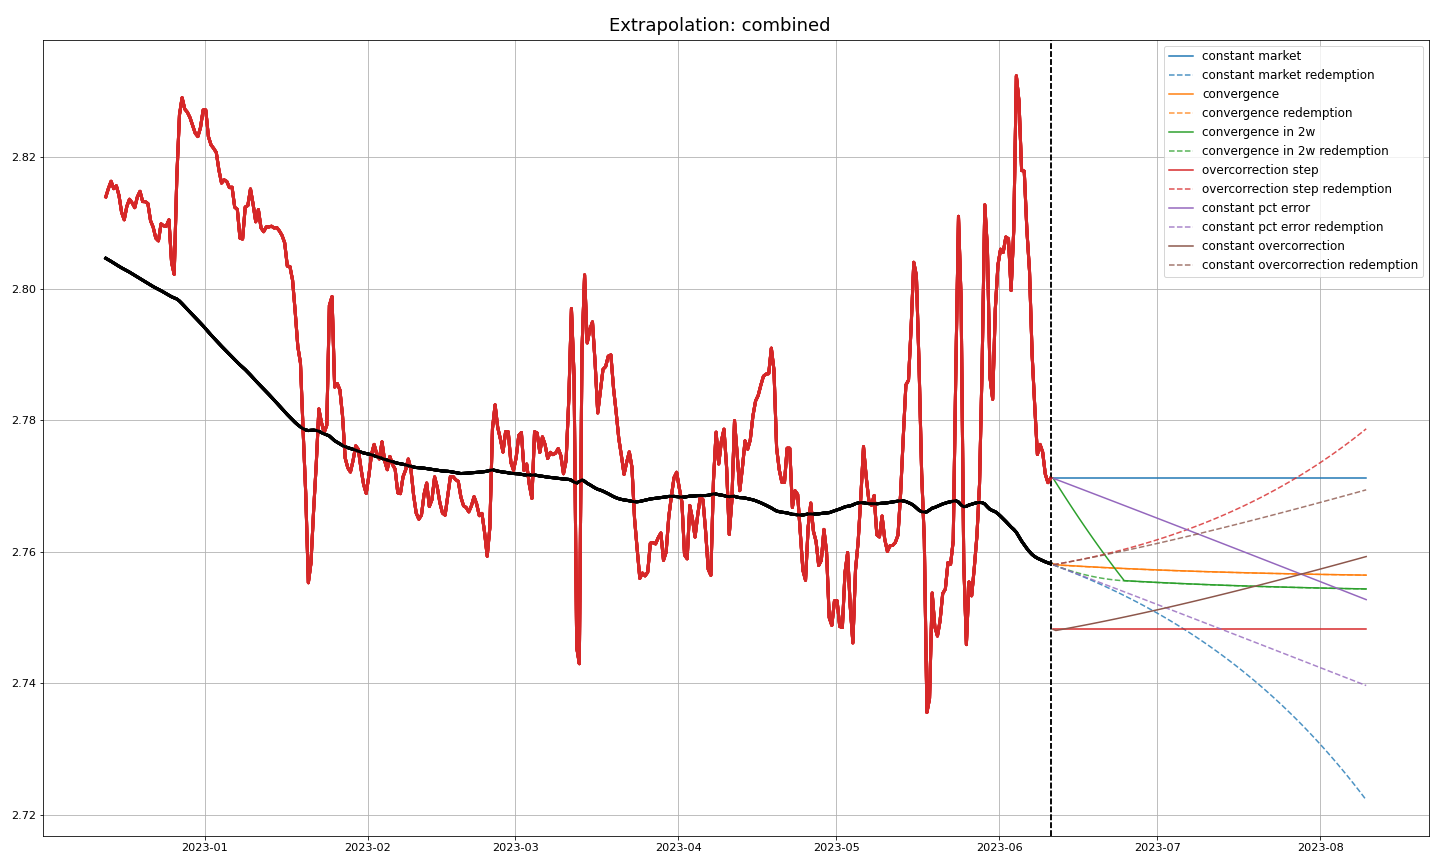 Extrapolation: combined
constant market
constant market redemption
convergence
convergence redemption
convergence in 2w
convergence in 2w redemption
overcorrection step
overcorrection step redemption
constant pct error
constant pct error redemption
constant overcorrection
constant overcorrection redemption
2.82
2.80
2.78
2.76
2.74
2.72
2023-01
2023-02
2023-03
2023-04
2023-05
2023-06
2023-07
2023-08